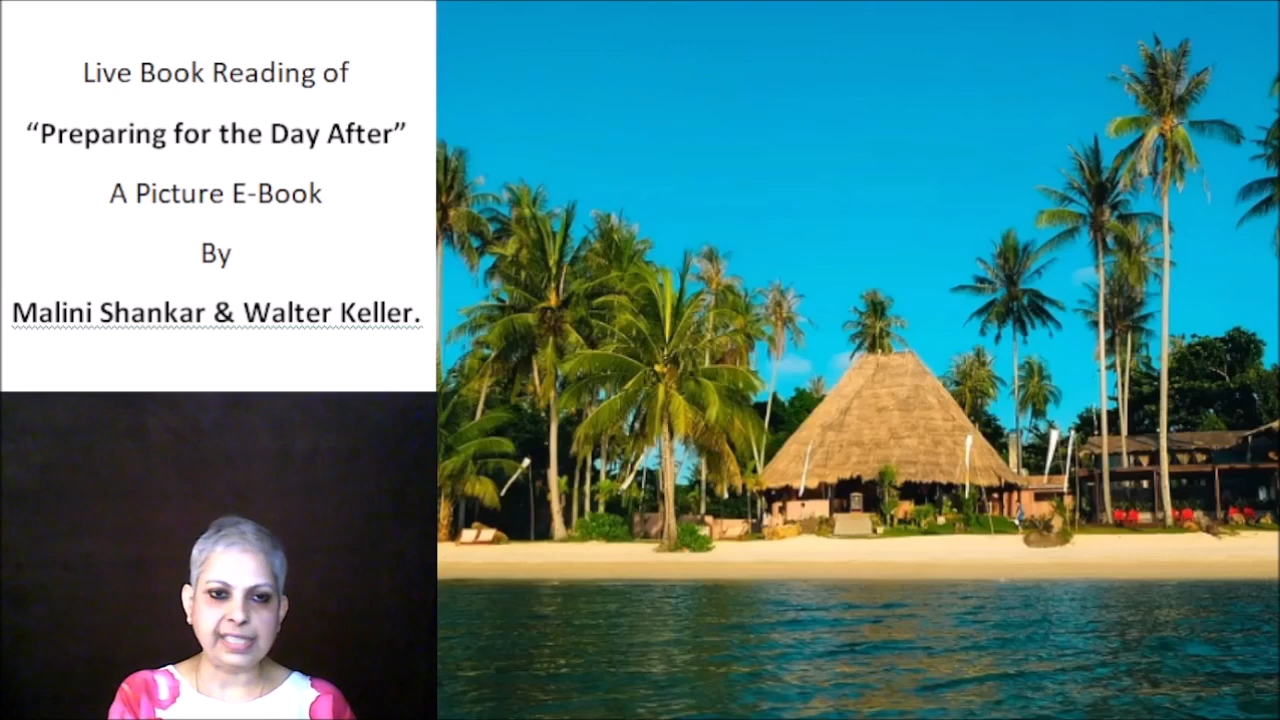 Live Book Reading of
“Preparing for the Day After”
A Picture E-Book
By
Malini Shankar & Walter Keller.